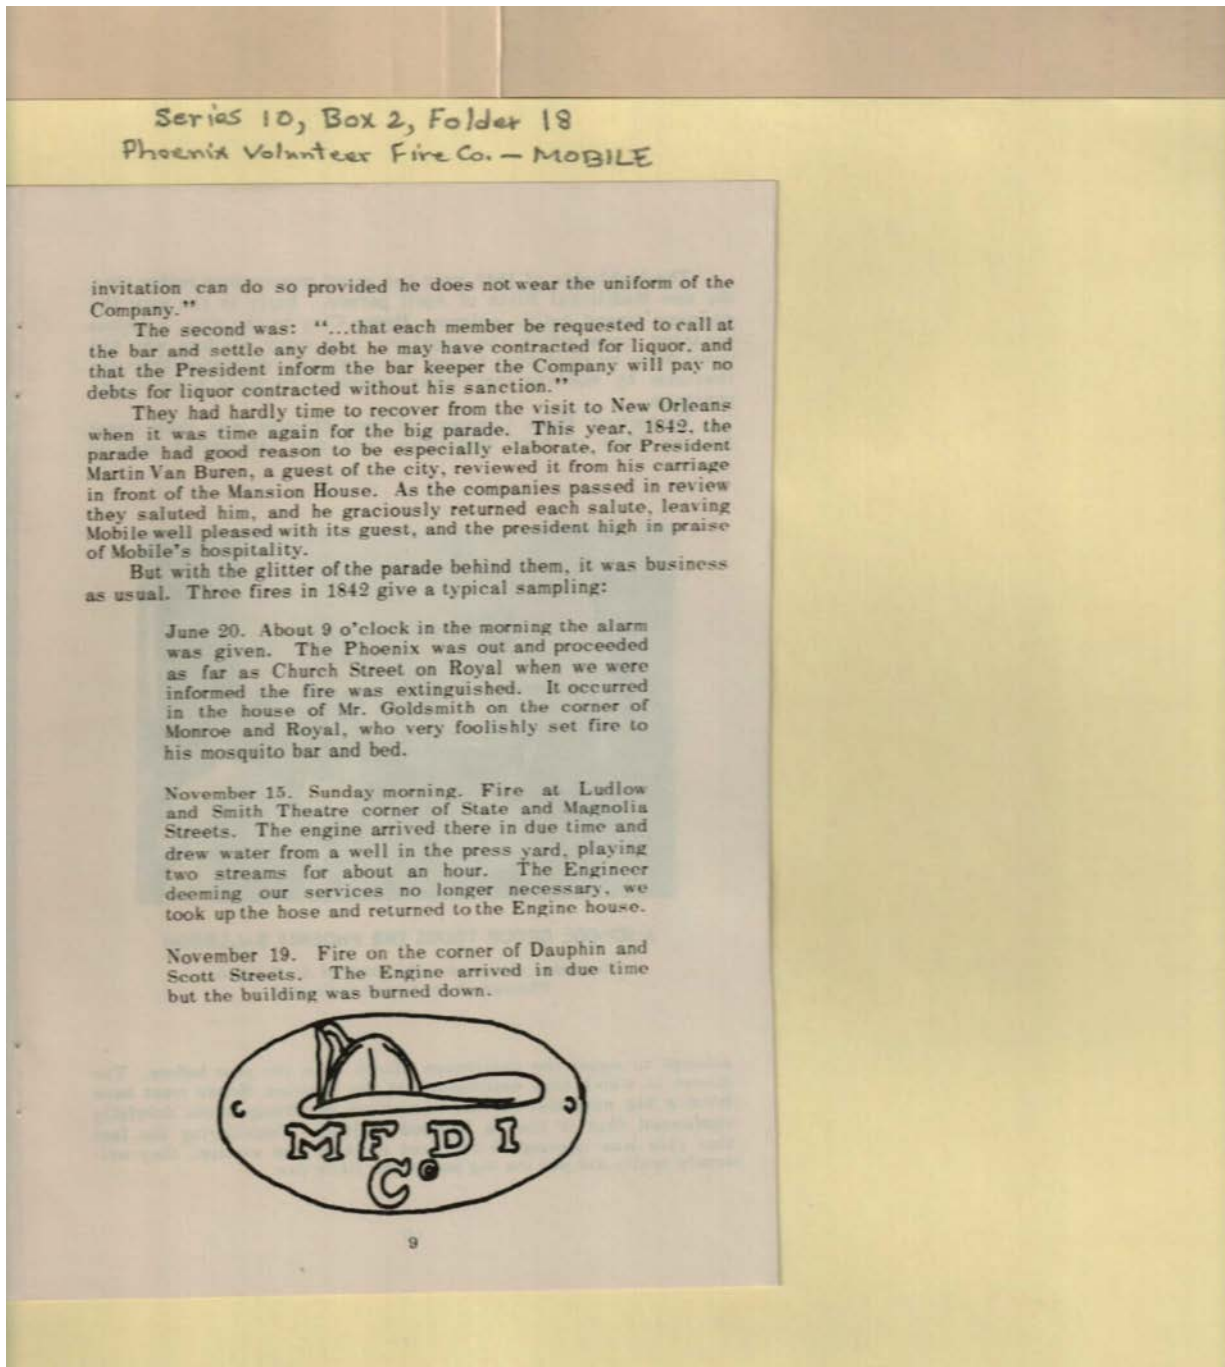 Series 10, Box 2, Folder 18
Phoenix Volunteer Fire Co. — MOBILE
invitation can do so provided he does not wear the uniform of the
Company."
The second was: "...that each member be requested to call at
the bar and settle any debt he may have contracted for liquor, and
that the President inform the bar keeper the Company will pay no
debts for liquor contracted without his sanction."
They had hardly time to recover from the visit to New Orleans
when it was time again for the big parade. This year, 1842, the
parade had good reason to be especially elaborate, for President
Martin Van Buren, a guest of the city, reviewed it from his carriage
in front of the Mansion House. As the companies passed in review
they saluted him, and he graciously returned each salute, leaving
Mobile well pleased with its guest, and the president high in praise
of Mobile's hospitality.
But with the glitter of the parade behind them, it was business
as usual. Three fires in 1842 give a typical sampling:
June 20. About 9 o'clock in the morning the alarm
was given. The Phoenix was out and proceeded
as far as Church Street on Royal when we were
informed the fire was extinguished. It occurred
in the house of Mr. Goldsmith on the corner of
Monroe and Royal, who very foolishly set fire to
his mosquito bar and bed.
November 15. Sunday morning. Fire at Ludlow
and Smith Theatre corner of State and Magnolia
Streets. The engine arrived there in due time and
drew water from a well in the press yard, playing
two streams for about an hour. The Engineer
deeming our services no longer necessary, we
took up the hose and returned to the Engine house.
November 19. Fire on the corner of Dauphin and
Scott Streets. The Engine arrived in due time
but the building was burned down.
M F D I
Co
9